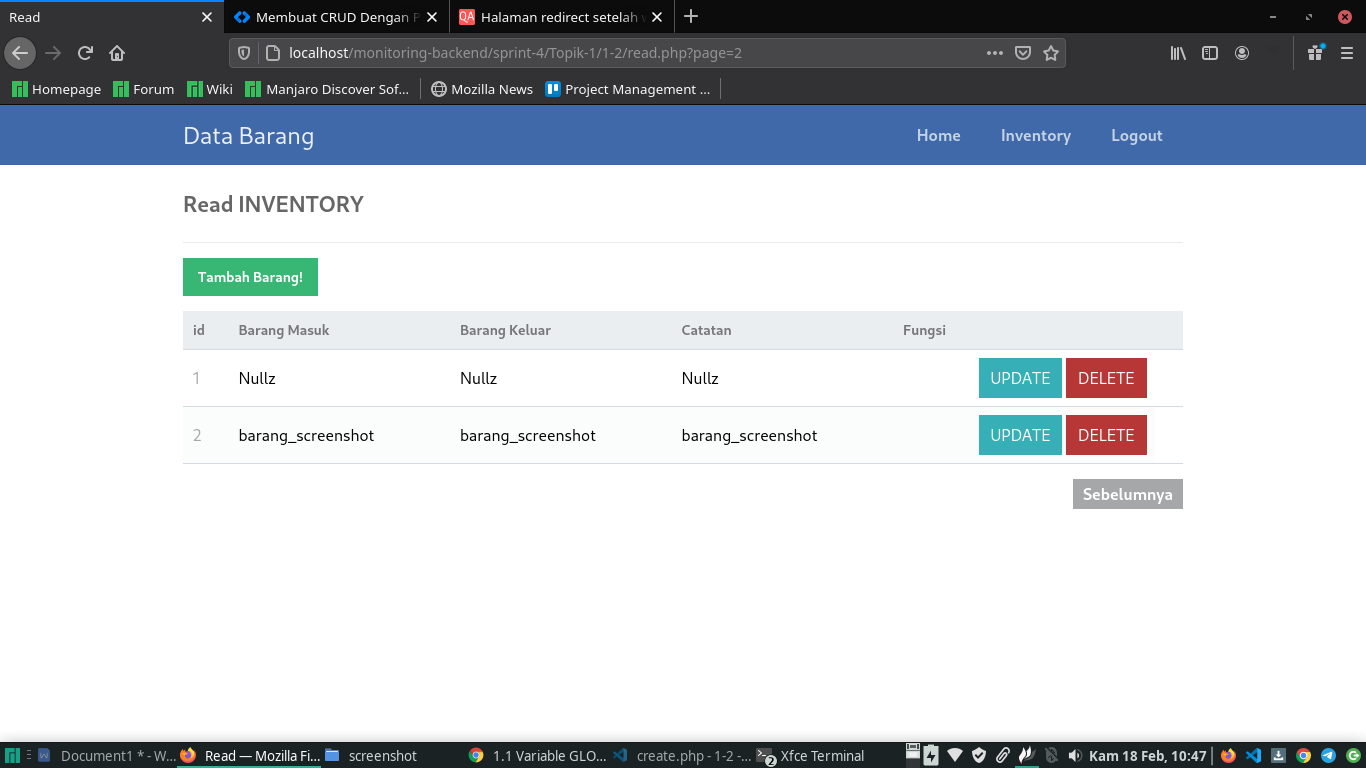 Read
Membuat CRUD Dengan P
QA Halaman redirect setelah
localhost/monitoring-backend/sprint-4/Topik-1/1-2/read.php?page=2
Homepage Forum Wiki Manjaro Discover Sof... Mozilla News Project Management ...
Data Barang Home Inventory Logout
Read INVENTORY
Tambah Barang!
id Barang Masuk Barang Keluar Catatan Fungsi
1 Nullz Nullz Nullz UPDATE DELETE
2 barang_screenshot barang_screenshot barang_screenshot UPDATE DELETE
Sebelumnya
Document1 * - W... Read — Mozilla Fi... screenshot 1.1 Variable GLO... create.php - 1-2 -... 2 Xfce Terminal Kam 18 Feb, 10:47